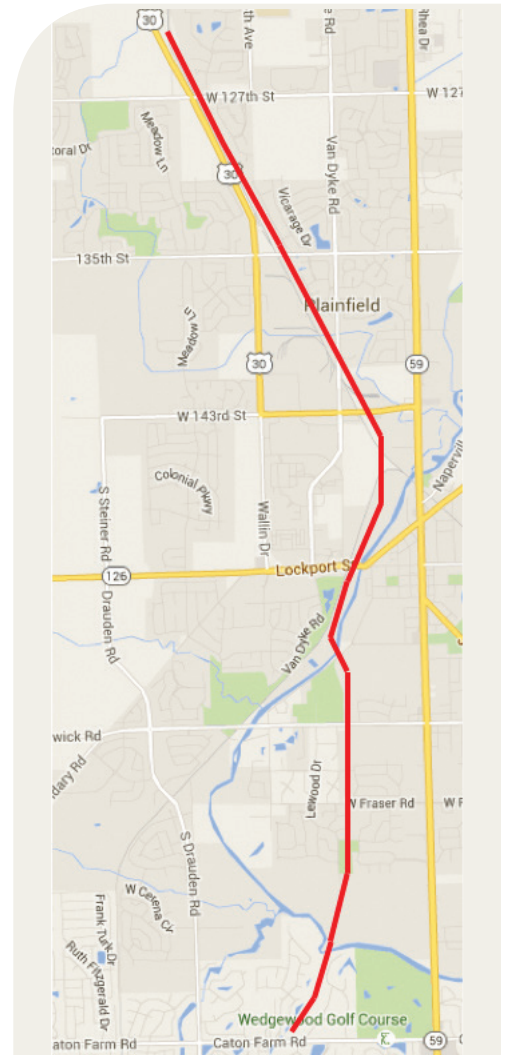 30
th Ave
e Rd
Rhea Dr
W 127th St
W 127
Meadow Ln
toral Dr
Van Dyke Rd
30
Vicarage Dr
135th St
Plainfield
Meadow Ln
30
59
W 143rd St
Colonial Pkwy
S Steiner Rd
Wallin Dr
Napervill
126
Lockport St
Drauden Rd
Van Dyke Rd
wick Rd
dary Rd
Lewood Dr
W Fraser Rd
W F
S Drauden Rd
W Celena Cir
Frank Turk Dr
Ruth Fitzgerald Dr
Wedgewood Golf Course
aton Farm Rd
Caton Farm Rd
59